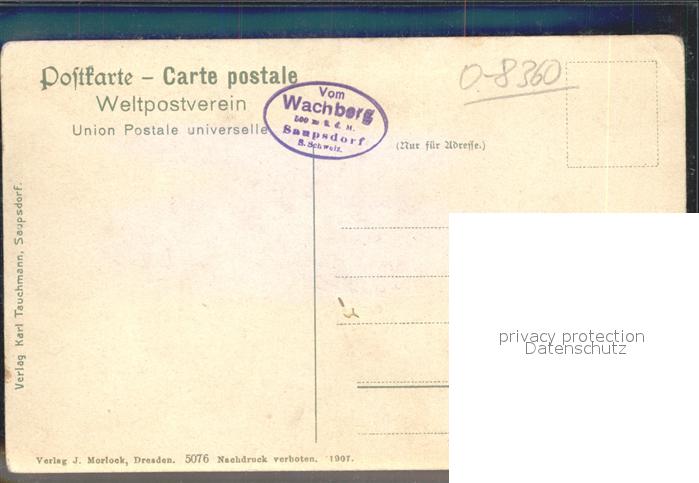 Postkarte – Carte postale
Weltpostverein
Union Postale universelle
Vom
Wachberg
500 m ü. d. M.
Saupsdorf
S. Schweiz.
0-8360
(Nur für Adresse.)
Verlag Karl Tauchmann, Saupsdorf.
privacy protection
Datenschutz
Verlag J. Morlock, Dresden. 5076 Nachdruck verboten. 1907.